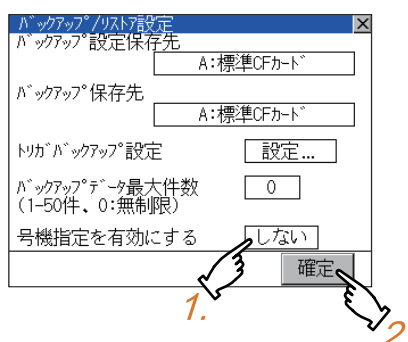 ﾊﾞｯｸｱｯﾌﾟ/ﾘｽﾄｱ設定
ﾊﾞｯｸｱｯﾌﾟ設定保存先
A:標準CFｶｰﾄﾞ
ﾊﾞｯｸｱｯﾌﾟ保存先
A:標準CFｶｰﾄﾞ
ﾄﾘｶﾞﾊﾞｯｸｱｯﾌﾟ設定 設定...
ﾊﾞｯｸｱｯﾌﾟﾃﾞｰﾀ最大件数 0
(1-50件、0:無制限)
号機指定を有効にする しない
確定
1.
2